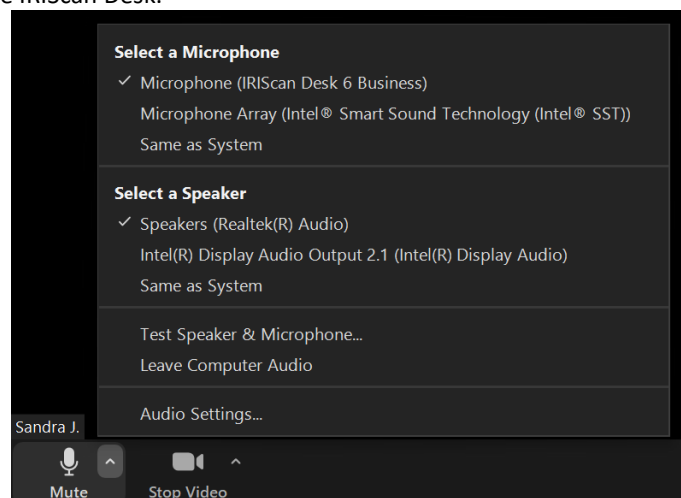 e IRIScan Desk.
Select a Microphone
✓ Microphone (IRIScan Desk 6 Business)
Microphone Array (Intel® Smart Sound Technology (Intel® SST))
Same as System
Select a Speaker
✓ Speakers (Realtek(R) Audio)
Intel(R) Display Audio Output 2.1 (Intel(R) Display Audio)
Same as System
Test Speaker & Microphone...
Leave Computer Audio
Audio Settings...
Sandra J.
Mute Stop Video